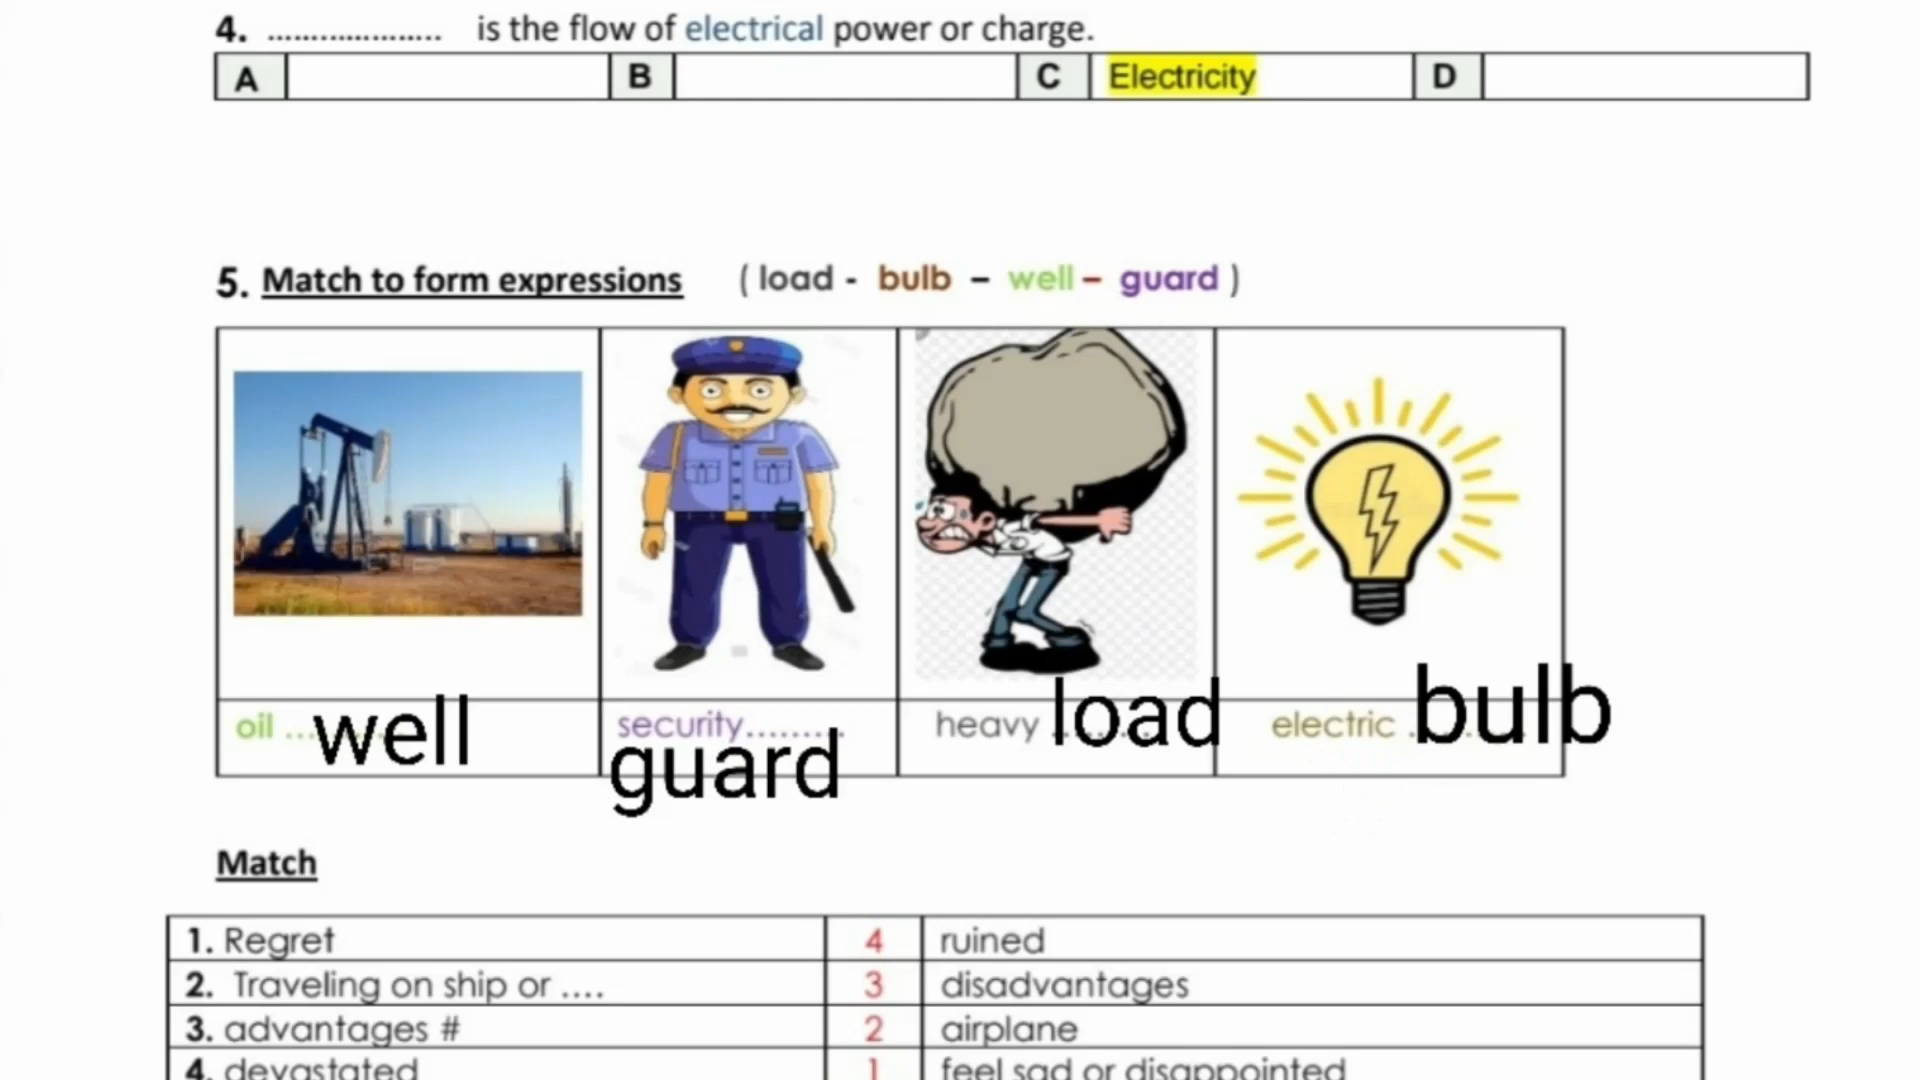 4. .................... is the flow of electrical power or charge.
A B C Electricity D
5. Match to form expressions ( load - bulb – well – guard )
oil ... well security......... guard heavy load electric . bulb
Match
1. Regret 4 ruined
2. Traveling on ship or .... 3 disadvantages
3. advantages # 2 airplane
4. devastated 1 feel sad or disappointed